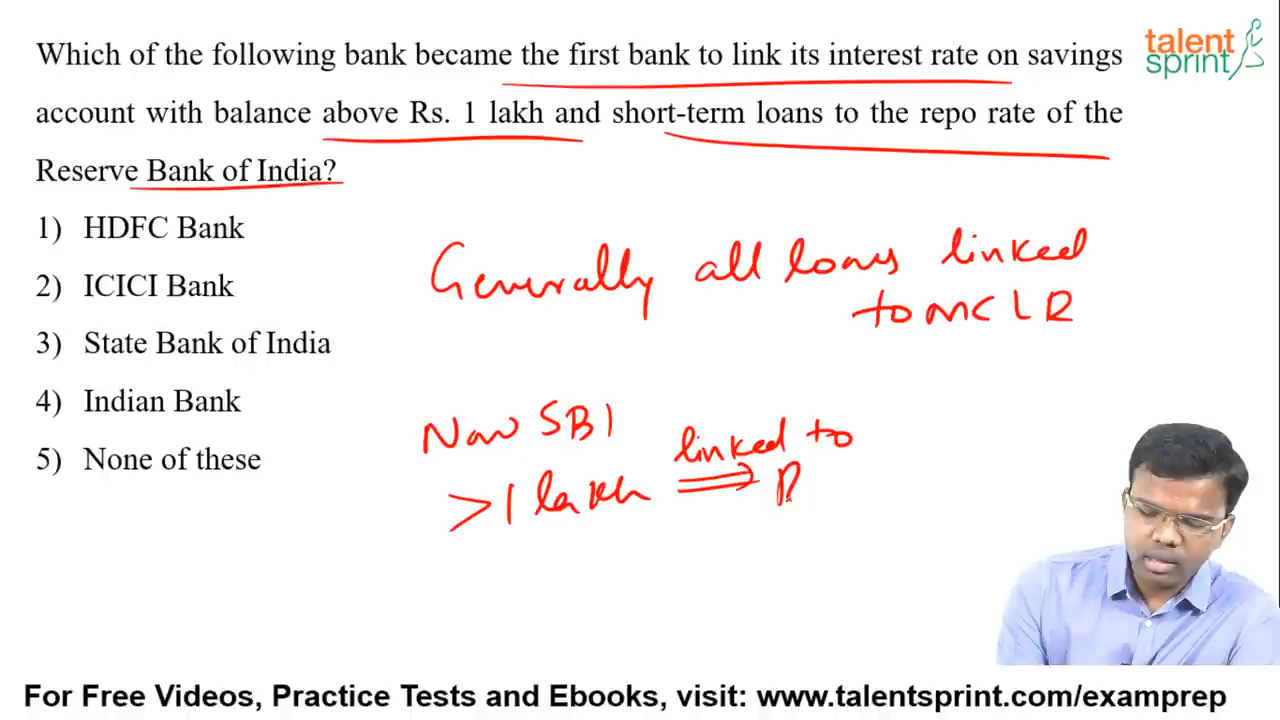 Which of the following bank became the first bank to link its interest rate on savings
account with balance above Rs. 1 lakh and short-term loans to the repo rate of the
Reserve Bank of India?
talent
sprint
1) HDFC Bank
2) ICICI Bank
3) State Bank of India
4) Indian Bank
5) None of these
Generally all loans linked
to MCLR
Now SBI
>1 lakh ⇒ linked to
R
For Free Videos, Practice Tests and Ebooks, visit: www.talentsprint.com/examprep